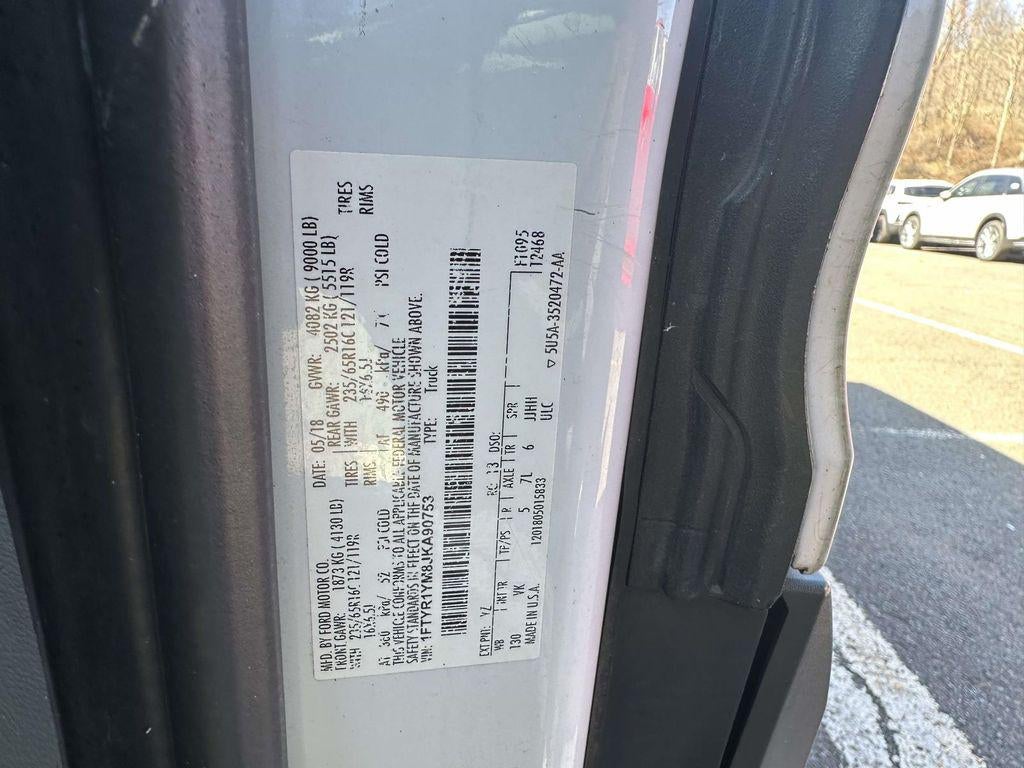 MFD. BY FORD MOTOR CO.
DATE: 05/18 GVWR: 4082 KG ( 9000 LB)
FRONT GAWR: 1873 KG ( 4130 LB) REAR GAWR: 2502 KG ( 5515 LB)
WITH 235/65R16C 121/119R TIRES WITH 235/65R16C 121/119R TIRES
16X6.5J RIMS 16X6.5J RIMS
AT 360 kPa/ 52 PSI COLD AT kPa/ PSI COLD
THIS VEHICLE CONFORMS TO ALL APPLICABLE FEDERAL MOTOR VEHICLE
SAFETY STANDARDS IN EFFECT ON THE DATE OF MANUFACTURE SHOWN ABOVE.
VIN: 1FTYR1YM8JKA90753 TYPE: Truck
EXT PNT: YZ RC: 13 DSO: F1G95
WB INT TR TP/PS R AXLE TR SPR 12468
130 VK 5 7L 6 JJHH
MADE IN U.S.A. ULC 5U5A-3520472-AA
1201805015833